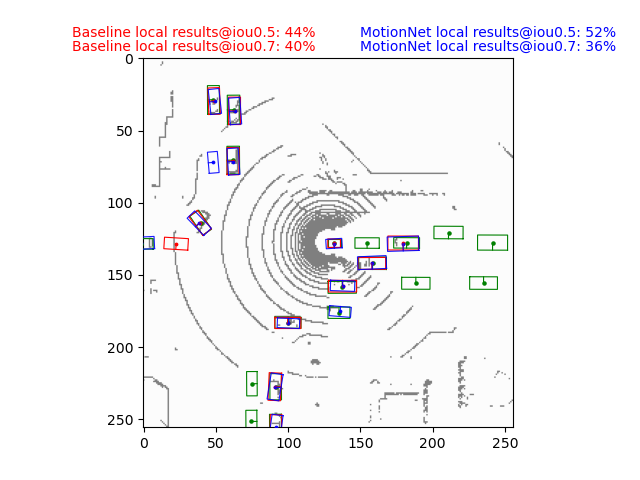 Baseline local results@iou0.5: 44% MotionNet local results@iou0.5: 52%
Baseline local results@iou0.7: 40% MotionNet local results@iou0.7: 36%
0
50
100
150
200
250
0 50 100 150 200 250